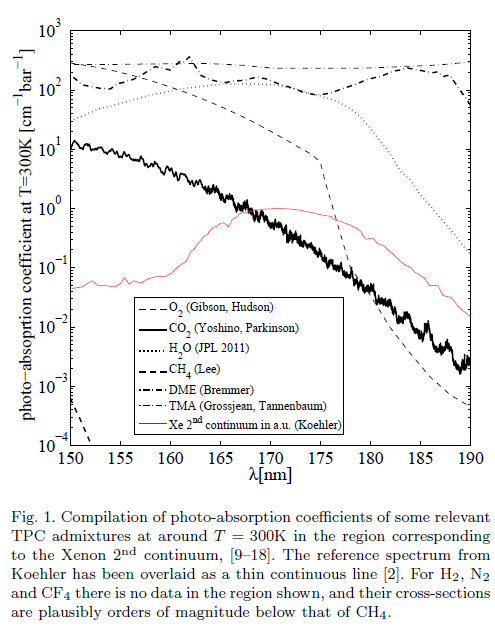 photo−absoprtion coefficient at T=300K [cm−1bar−1]
10³
10²
10¹
10⁰
10⁻¹
10⁻²
10⁻³
10⁻⁴
O₂ (Gibson, Hudson)
CO₂ (Yoshino, Parkinson)
H₂O (JPL 2011)
CH₄ (Lee)
DME (Bremmer)
TMA (Grossjean, Tannenbaum)
Xe 2nd continuum in a.u. (Koehler)
150 155 160 165 170 175 180 185 190
λ[nm]
Fig. 1. Compilation of photo-absorption coefficients of some relevant
TPC admixtures at around T = 300K in the region corresponding
to the Xenon 2nd continuum, [9–18]. The reference spectrum from
Koehler has been overlaid as a thin continuous line [2]. For H₂, N₂
and CF₄ there is no data in the region shown, and their cross-sections
are plausibly orders of magnitude below that of CH₄.